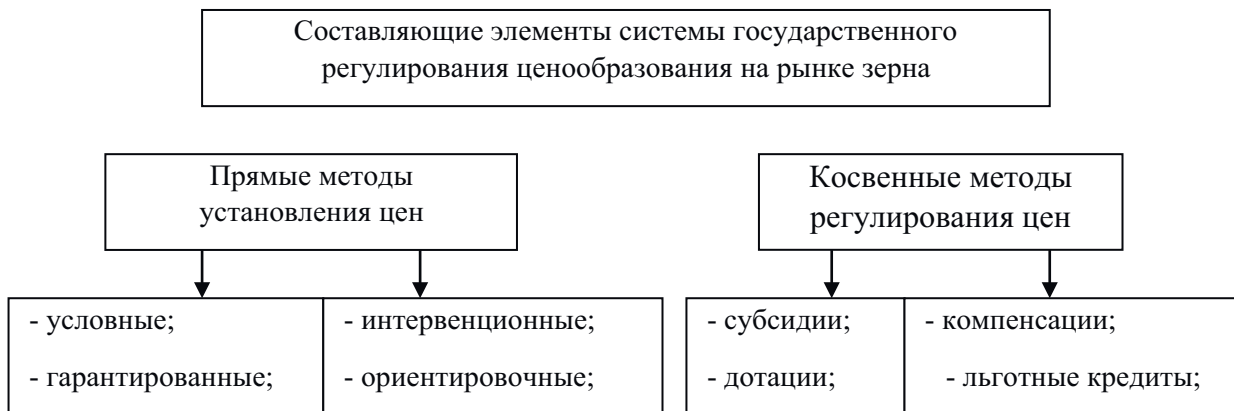 Составляющие элементы системы государственного
регулирования ценообразования на рынке зерна
Прямые методы
установления цен
Косвенные методы
регулирования цен
- условные;
- гарантированные;
- интервенционные;
- ориентировочные;
- субсидии;
- дотации;
- компенсации;
- льготные кредиты;